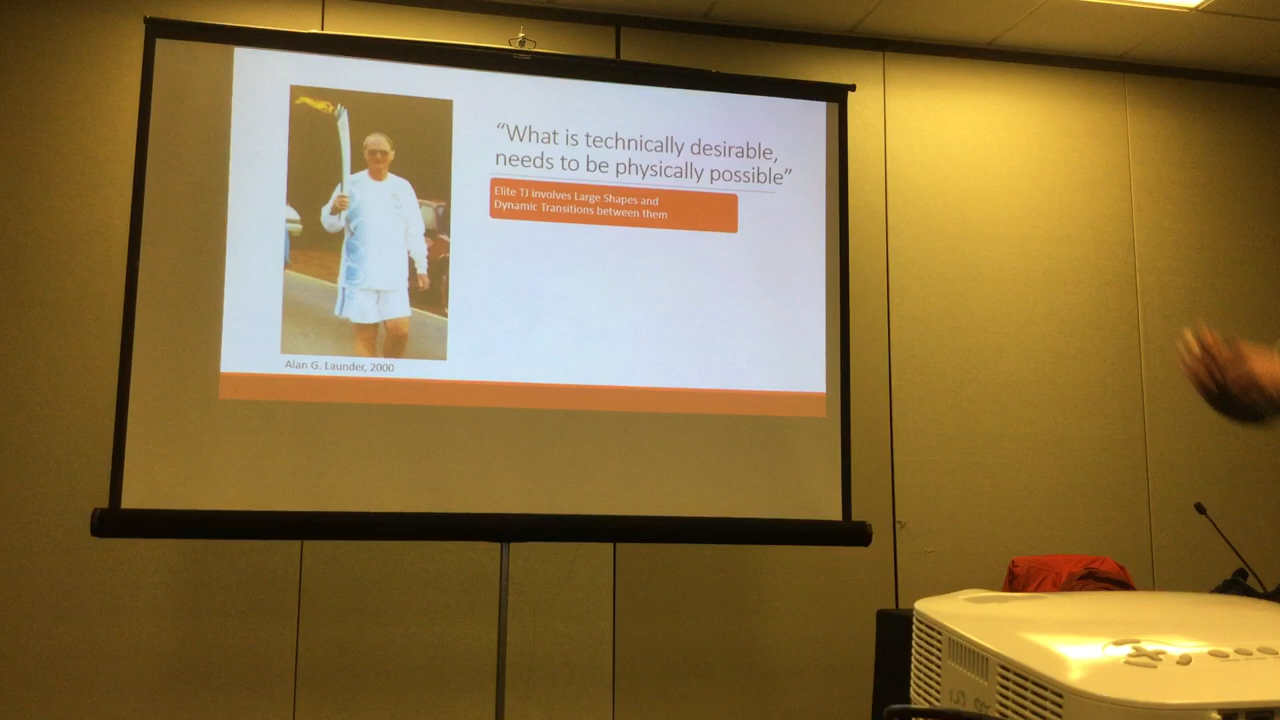 “What is technically desirable,
needs to be physically possible”
Elite TJ involves Large Shapes and
Dynamic Transitions between them
Alan G. Launder, 2000